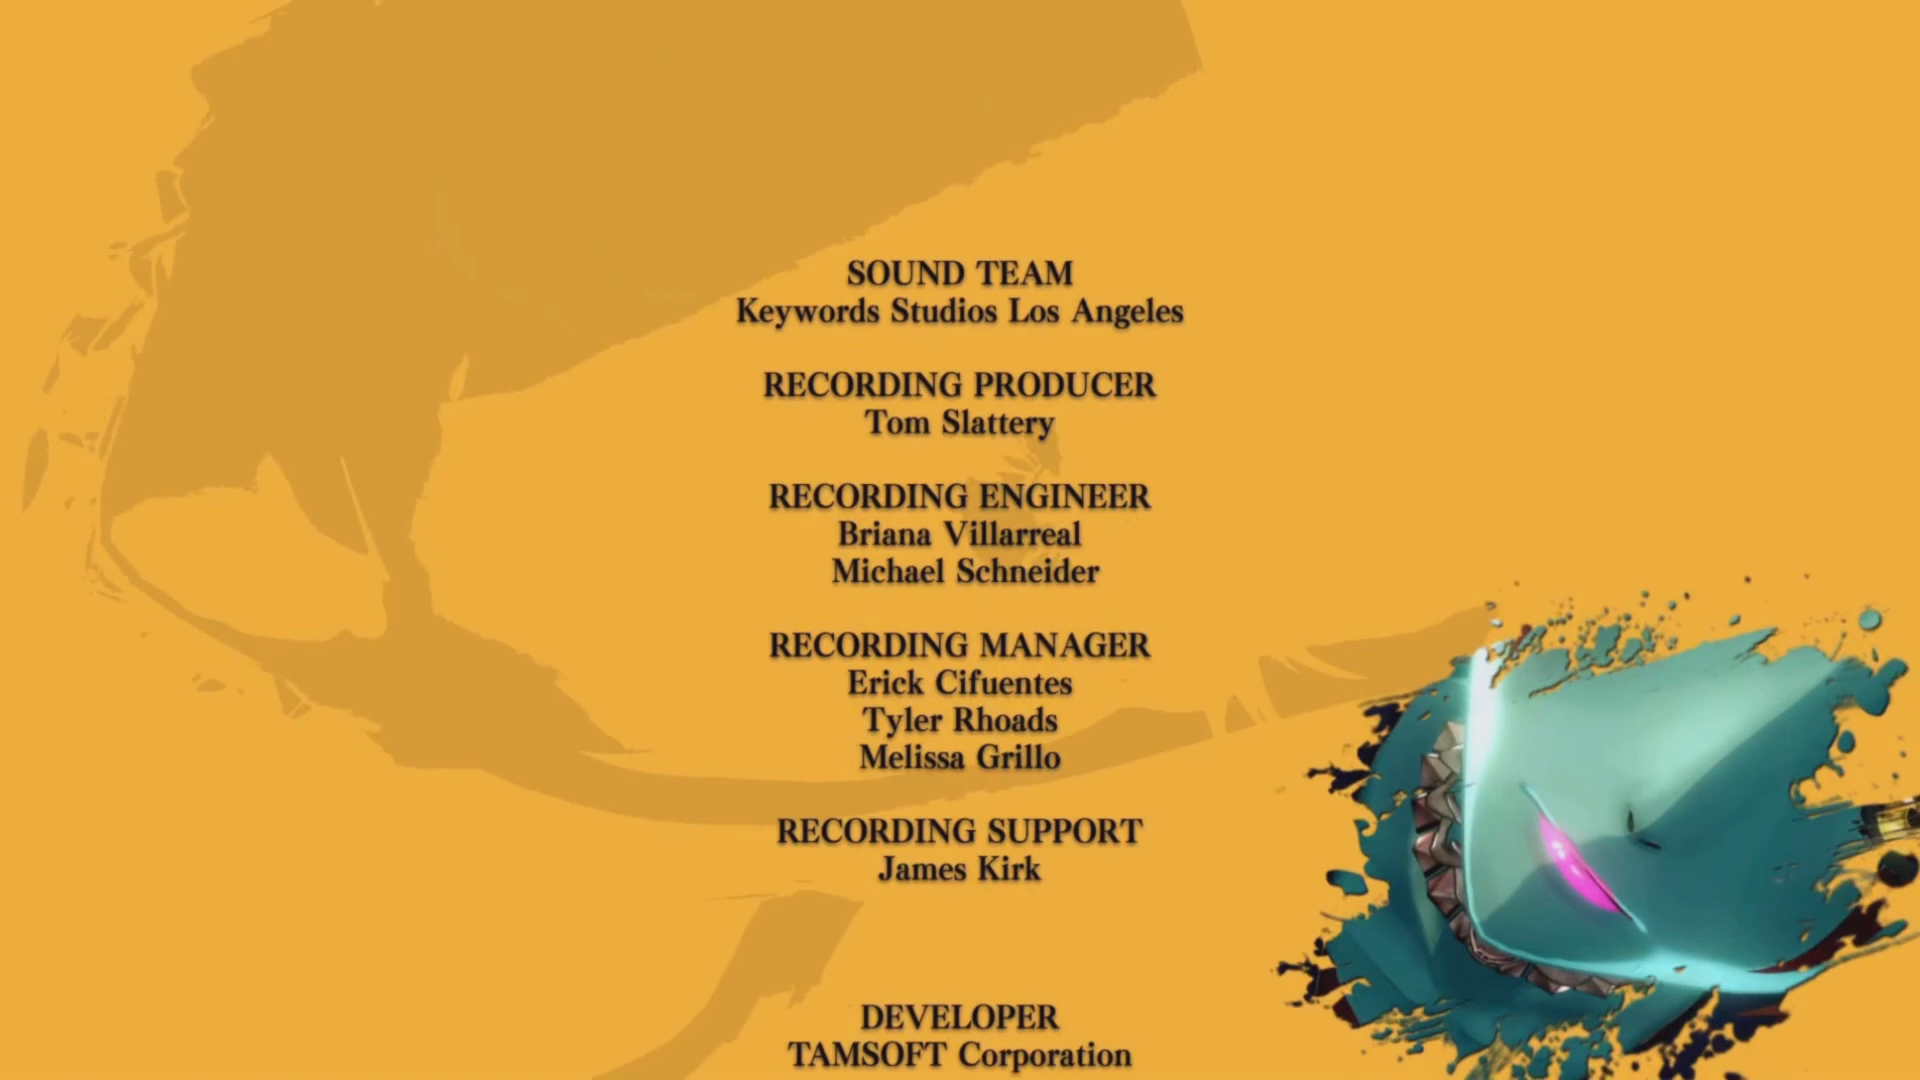 SOUND TEAM
Keywords Studios Los Angeles
RECORDING PRODUCER
Tom Slattery
RECORDING ENGINEER
Briana Villarreal
Michael Schneider
RECORDING MANAGER
Erick Cifuentes
Tyler Rhoads
Melissa Grillo
RECORDING SUPPORT
James Kirk
DEVELOPER
TAMSOFT Corporation